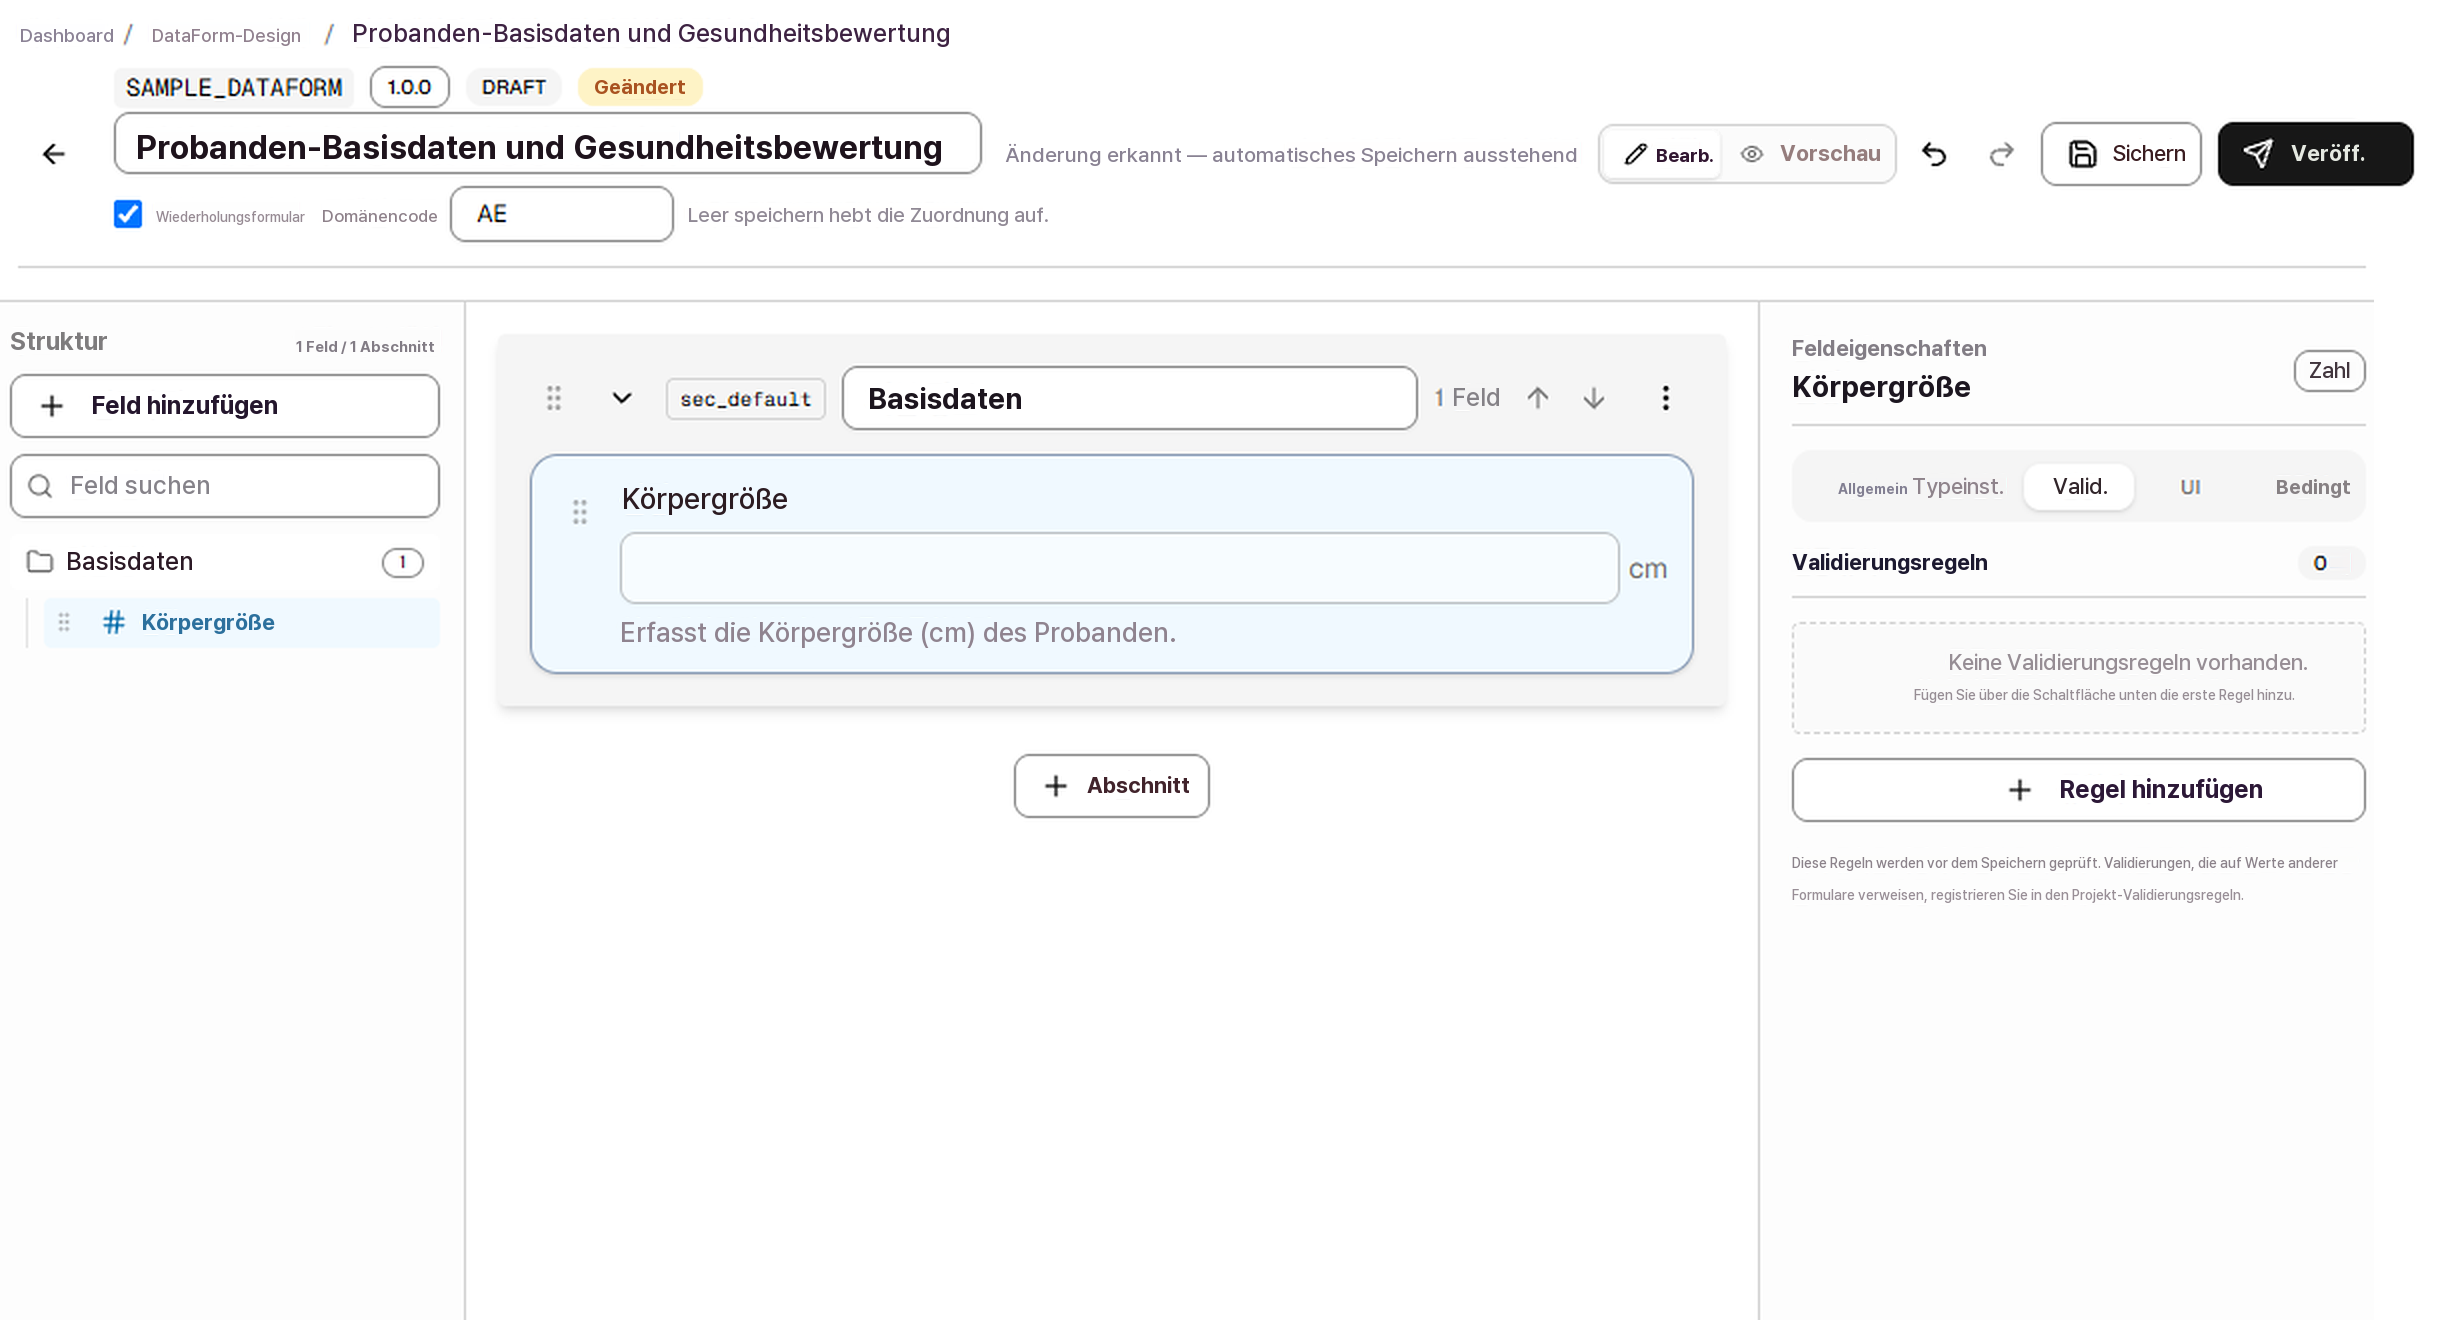 Dashboard / DataForm-Design / Probanden-Basisdaten und Gesundheitsbewertung
SAMPLE_DATAFORM 1.0.0 DRAFT Geändert
Probanden-Basisdaten und Gesundheitsbewertung
Änderung erkannt — automatisches Speichern ausstehend
Bearb. Vorschau
Sichern
Veröff.
Wiederholungsformular Domänencode AE Leer speichern hebt die Zuordnung auf.
Struktur 1 Feld / 1 Abschnitt
Feld hinzufügen
Feld suchen
Basisdaten 1
Körpergröße
sec_default Basisdaten 1 Feld
Körpergröße
cm
Erfasst die Körpergröße (cm) des Probanden.
Abschnitt
Feldeigenschaften
Körpergröße
Zahl
Allgemein Typeinst. Valid. UI Bedingt
Validierungsregeln 0
Keine Validierungsregeln vorhanden.
Fügen Sie über die Schaltfläche unten die erste Regel hinzu.
Regel hinzufügen
Diese Regeln werden vor dem Speichern geprüft. Validierungen, die auf Werte anderer
Formulare verweisen, registrieren Sie in den Projekt-Validierungsregeln.